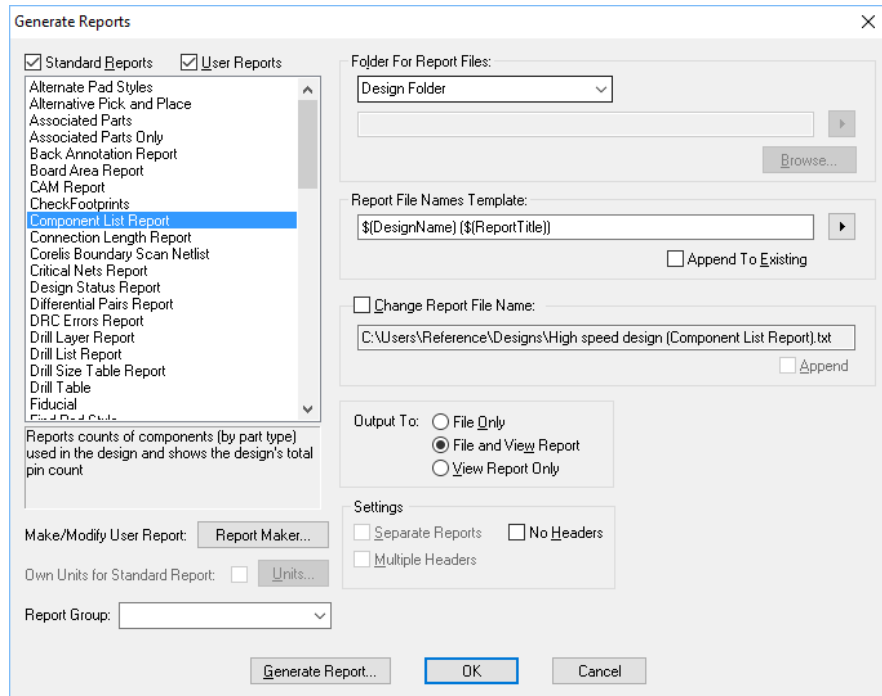 Generate Reports
Standard Reports
User Reports
Alternate Pad Styles
Alternative Pick and Place
Associated Parts
Associated Parts Only
Back Annotation Report
Board Area Report
CAM Report
CheckFootprints
Component List Report
Connection Length Report
Corelis Boundary Scan Netlist
Critical Nets Report
Design Status Report
Differential Pairs Report
DRC Errors Report
Drill Layer Report
Drill List Report
Drill Size Table Report
Drill Table
Fiducial
Find Pad Style
Reports counts of components (by part type)
used in the design and shows the design's total
pin count
Make/Modify User Report:
Report Maker...
Own Units for Standard Report:
Units...
Report Group:
Folder For Report Files:
Design Folder
Browse...
Report File Names Template:
$(DesignName) ($(ReportTitle))
Append To Existing
Change Report File Name:
C:\Users\Reference\Designs\High speed design (Component List Report).txt
Append
Output To:
File Only
File and View Report
View Report Only
Settings
Separate Reports
No Headers
Multiple Headers
Generate Report...
OK
Cancel